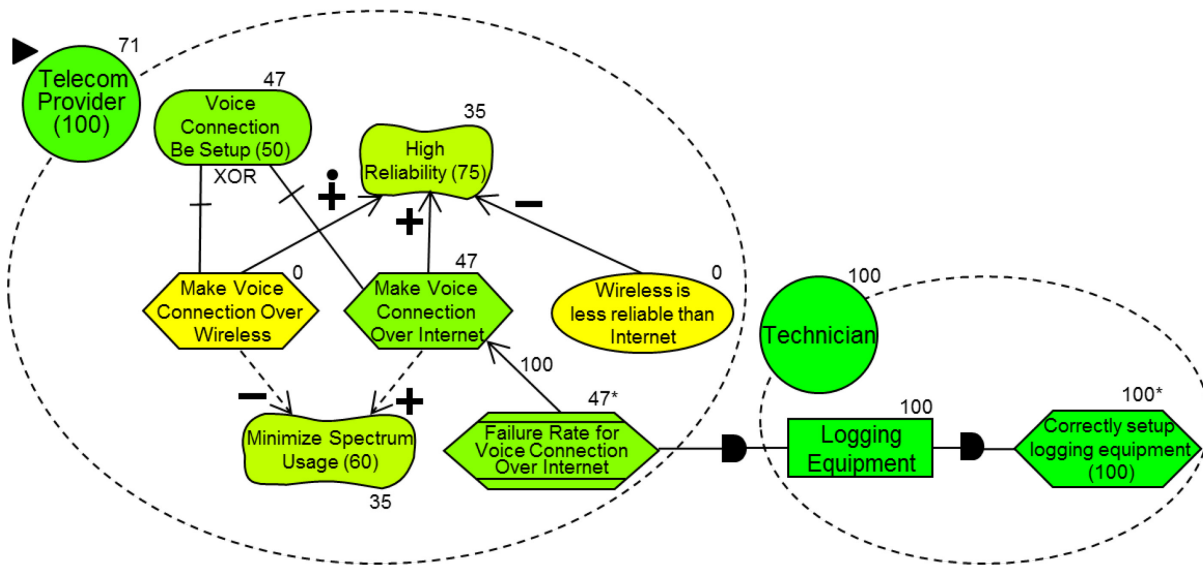 71
Telecom
Provider
(100)
47
Voice
Connection
Be Setup (50)
XOR
35
High
Reliability (75)
+
+
−
0
Make Voice
Connection Over
Wireless
47
Make Voice
Connection
Over Internet
0
Wireless is
less reliable than
Internet
−
+
Minimize Spectrum
Usage (60)
35
100
47*
Failure Rate for
Voice Connection
Over Internet
100
Technician
100
Logging
Equipment
100*
Correctly setup
logging equipment
(100)